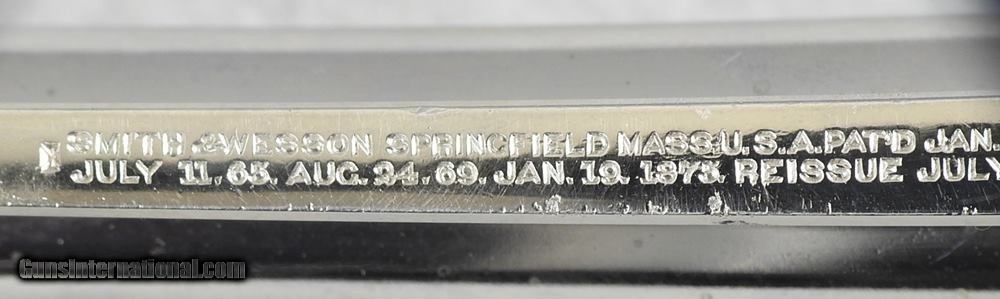 SMITH & WESSON SPRINGFIELD MASS. U.S.A. PAT'D JAN.
JULY 11. 65. AUG. 24. 69. JAN. 19. 1875. REISSUE JULY
GunsInternational.com